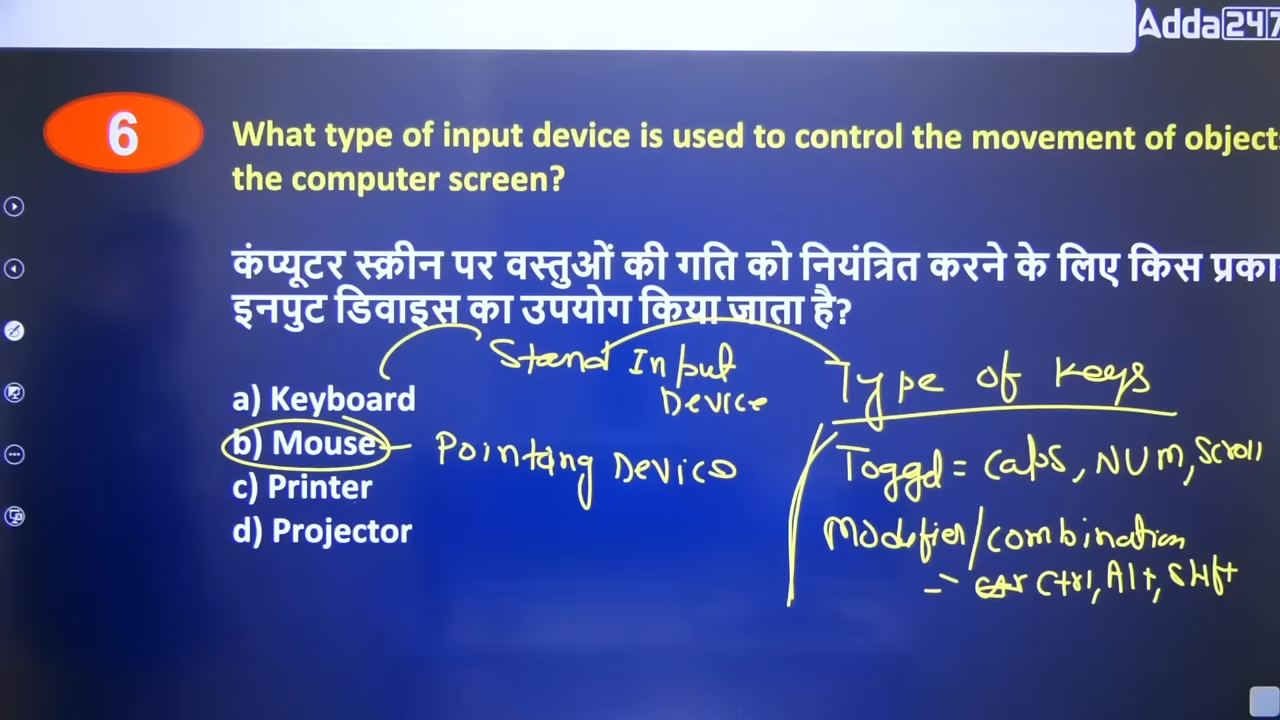 Adda247
6
What type of input device is used to control the movement of object
the computer screen?
कंप्यूटर स्क्रीन पर वस्तुओं की गति को नियंत्रित करने के लिए किस प्रका
इनपुट डिवाइस का उपयोग किया जाता है?
Stand Input
Device
Type of Keys
a) Keyboard
b) Mouse
Pointing Device
c) Printer
d) Projector
= Caps, NUM, Scroll
Modifier/combination
= Ctrl, Alt, Shift